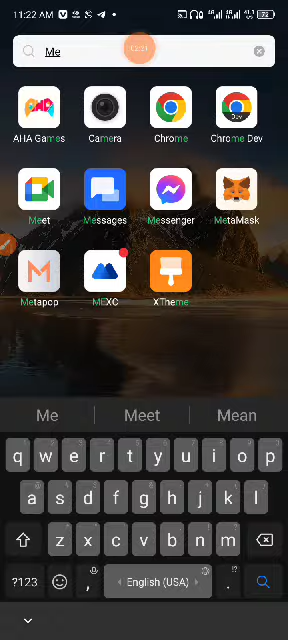 11:22 AM
Me
AHA Games
Camera
Chrome
Dev
Chrome Dev
Meet
Messages
Messenger
MetaMask
Metapop
MEXC
XTheme
Me Meet Mean
q w e r t y u i o p
a s d f g h j k l
z x c v b n m
?123 , English (USA) .